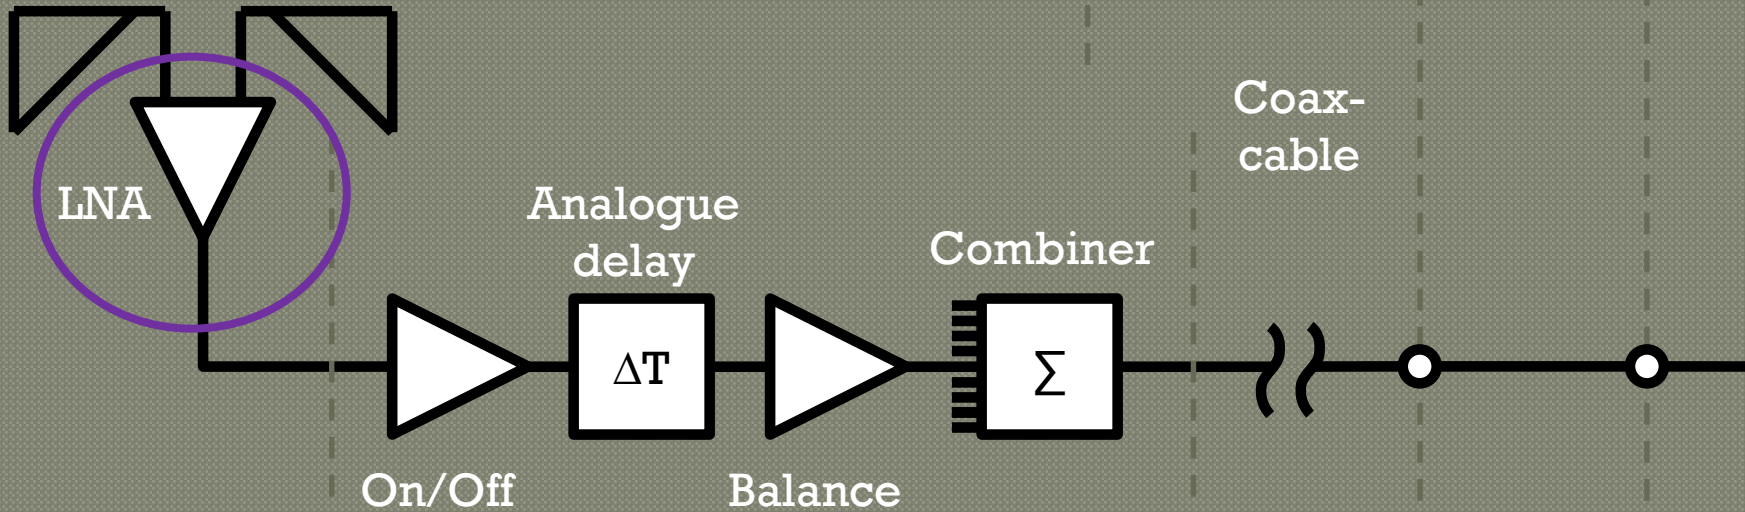 Coax-
cable
LNA
Analogue
delay
Combiner
ΔT
Σ
On/Off
Balance